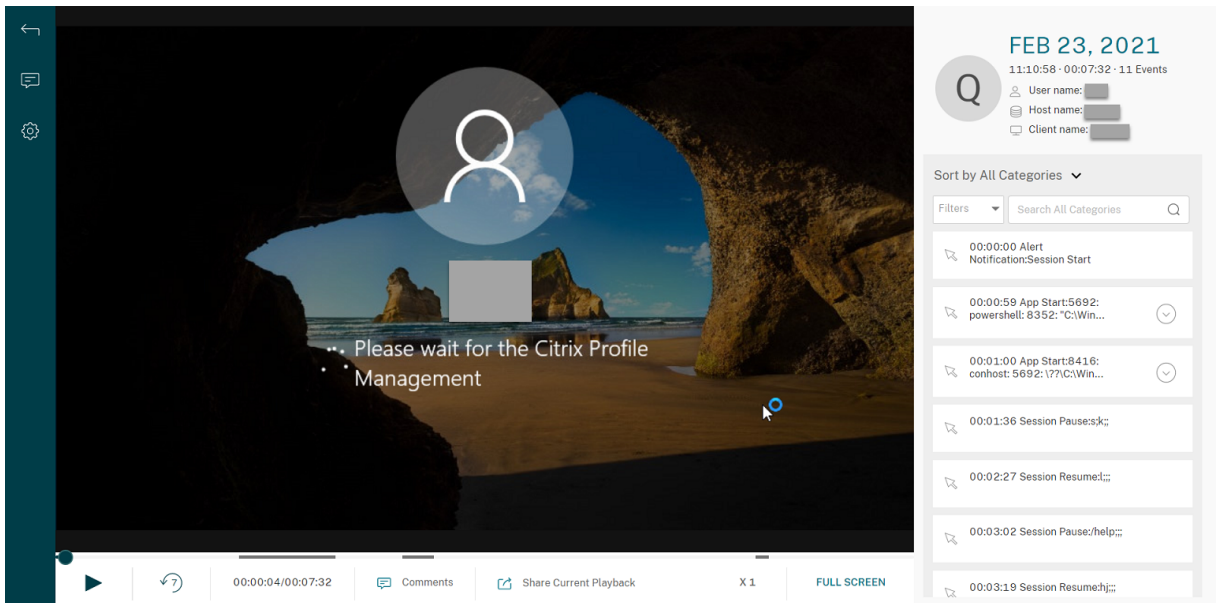 Please wait for the Citrix Profile
Management
7
00:00:04/00:07:32
Comments
Share Current Playback
X 1
FULL SCREEN
Q
FEB 23, 2021
11:10:58 · 00:07:32 · 11 Events
User name:
Host name:
Client name:
Sort by All Categories
Filters
Search All Categories
00:00:00 Alert
Notification:Session Start
00:00:59 App Start:5692:
powershell: 8352: "C:\Win...
00:01:00 App Start:8416:
conhost: 5692: \??\C:\Win...
00:01:36 Session Pause:s;k;;
00:02:27 Session Resume:l;;;
00:03:02 Session Pause:/help;;;
00:03:19 Session Resume:hj;;;